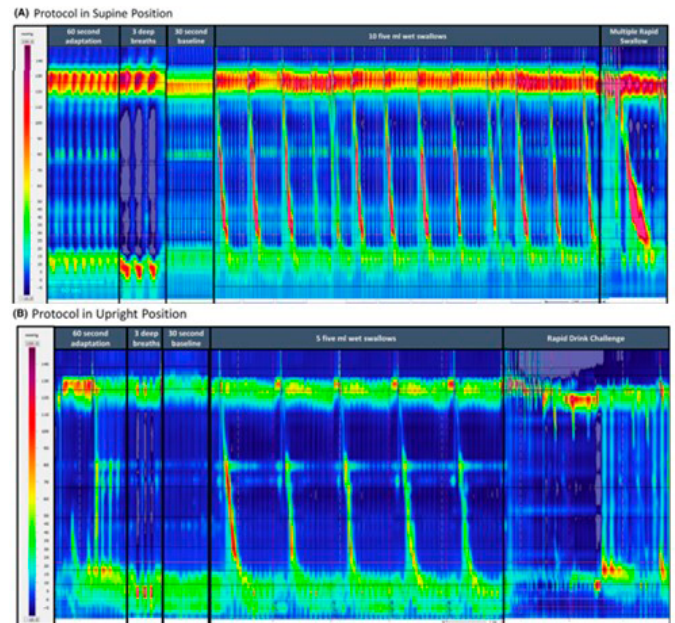 (A) Protocol in Supine Position
60 second
adaptation
3 deep
breaths
30 second
baseline
10 five ml wet swallows
Multiple Rapid
Swallow
(B) Protocol in Upright Position
60 second
adaptation
3 deep
breaths
30 second
baseline
5 five ml wet swallows
Rapid Drink Challenge